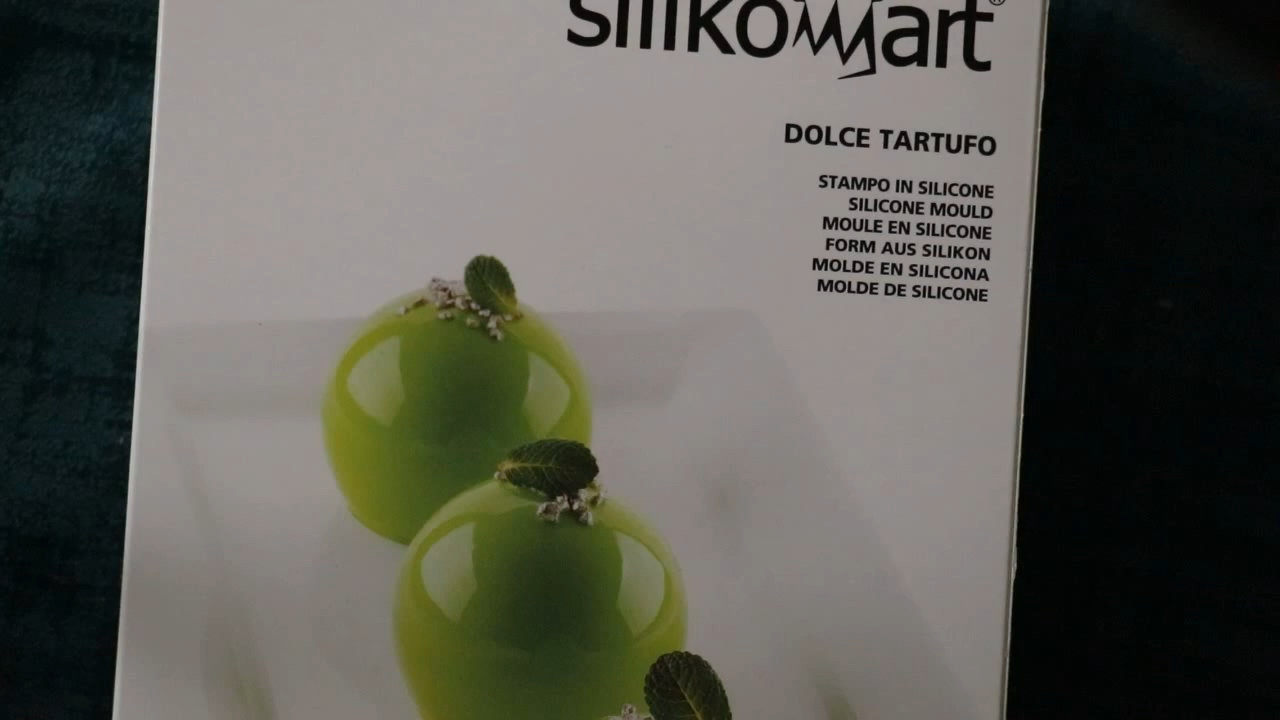 silikomart®
DOLCE TARTUFO
STAMPO IN SILICONE
SILICONE MOULD
MOULE EN SILICONE
FORM AUS SILIKON
MOLDE EN SILICONA
MOLDE DE SILICONE